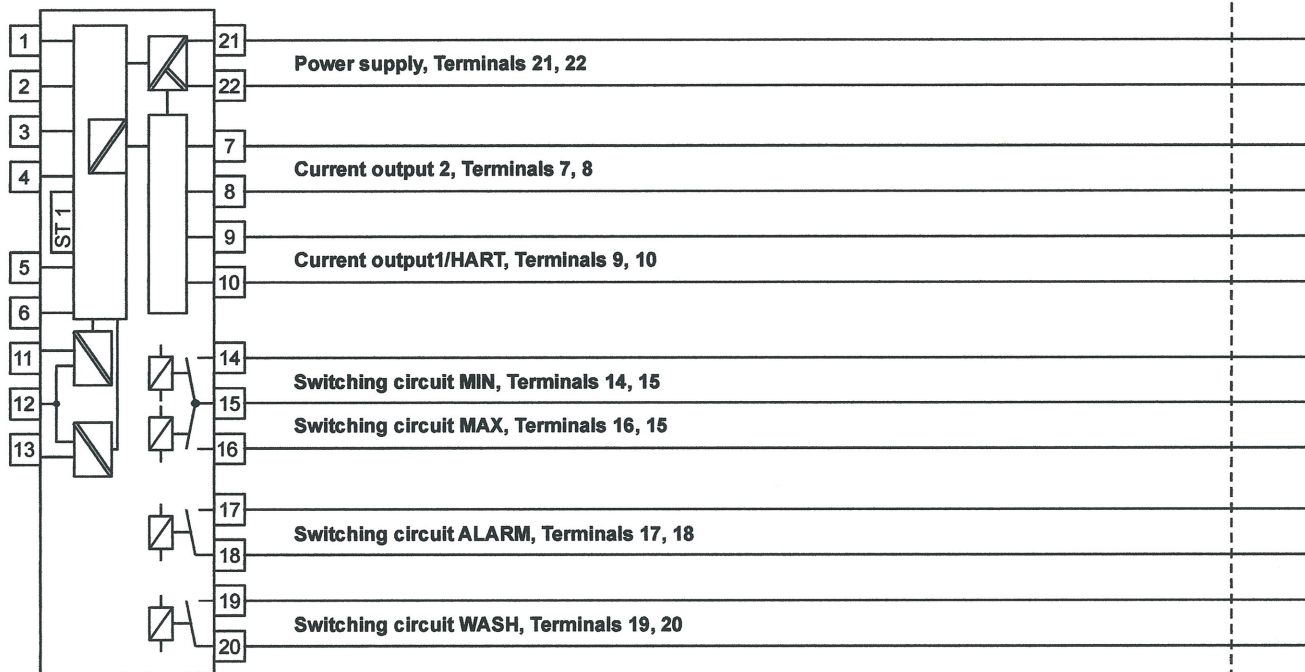 1
21
Power supply, Terminals 21, 22
2
22
3
7
Current output 2, Terminals 7, 8
4
8
ST 1
9
Current output1/HART, Terminals 9, 10
5
10
6
11
14
Switching circuit MIN, Terminals 14, 15
12
15
Switching circuit MAX, Terminals 16, 15
13
16
17
Switching circuit ALARM, Terminals 17, 18
18
19
Switching circuit WASH, Terminals 19, 20
20